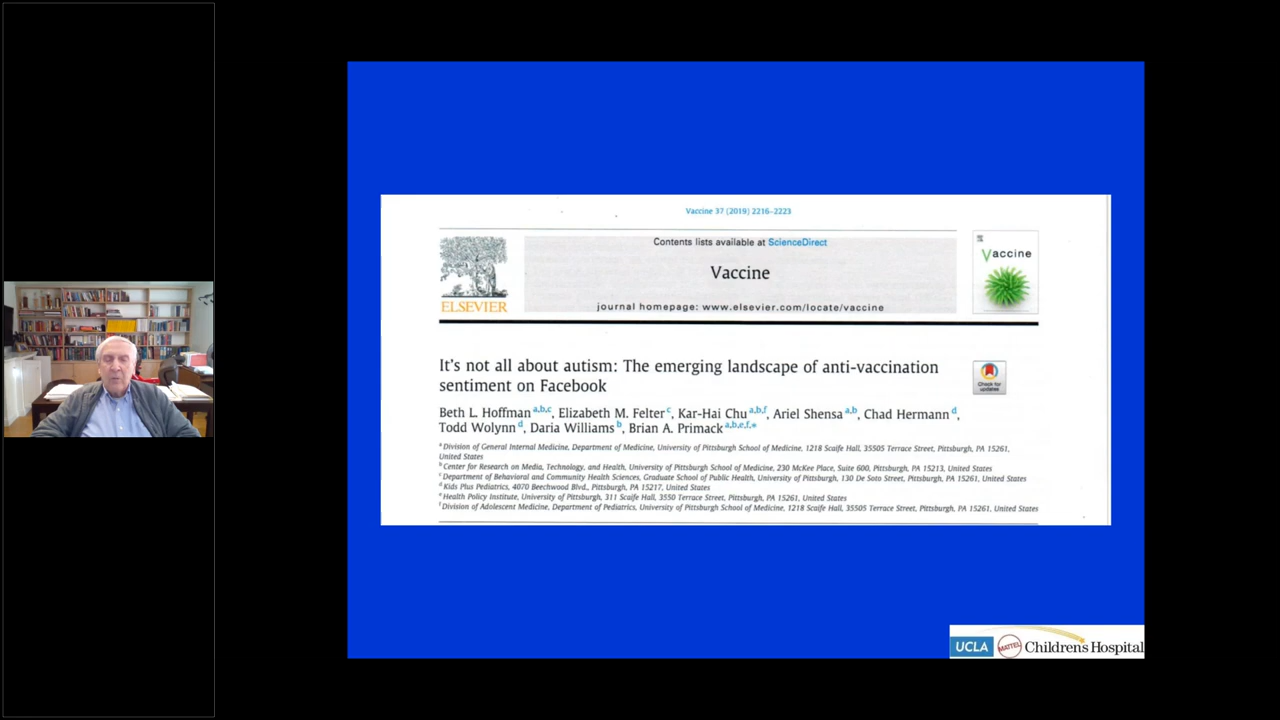 Vaccine 37 (2019) 2216–2223
Contents lists available at ScienceDirect
Vaccine
journal homepage: www.elsevier.com/locate/vaccine
ELSEVIER
Vaccine
It's not all about autism: The emerging landscape of anti-vaccination
sentiment on Facebook
Check for
updates
Beth L. Hoffman a,b,c, Elizabeth M. Felter c, Kar-Hai Chu a,b,f, Ariel Shensa a,b, Chad Hermann d,
Todd Wolynn d, Daria Williams b, Brian A. Primack a,b,e,f,*
a Division of General Internal Medicine, Department of Medicine, University of Pittsburgh School of Medicine, 1218 Scaife Hall, 35505 Terrace Street, Pittsburgh, PA 15261,
United States
b Center for Research on Media, Technology, and Health, University of Pittsburgh School of Medicine, 230 McKee Place, Suite 600, Pittsburgh, PA 15213, United States
c Department of Behavioral and Community Health Sciences, Graduate School of Public Health, University of Pittsburgh, 130 De Soto Street, Pittsburgh, PA 15261, United States
d Kids Plus Pediatrics, 4070 Beechwood Blvd., Pittsburgh, PA 15217, United States
e Health Policy Institute, University of Pittsburgh, 311 Scaife Hall, 3550 Terrace Street, Pittsburgh, PA 15261, United States
f Division of Adolescent Medicine, Department of Pediatrics, University of Pittsburgh School of Medicine, 1218 Scaife Hall, 35505 Terrace Street, Pittsburgh, PA 15261, United States
UCLA MATTEL Childrens Hospital